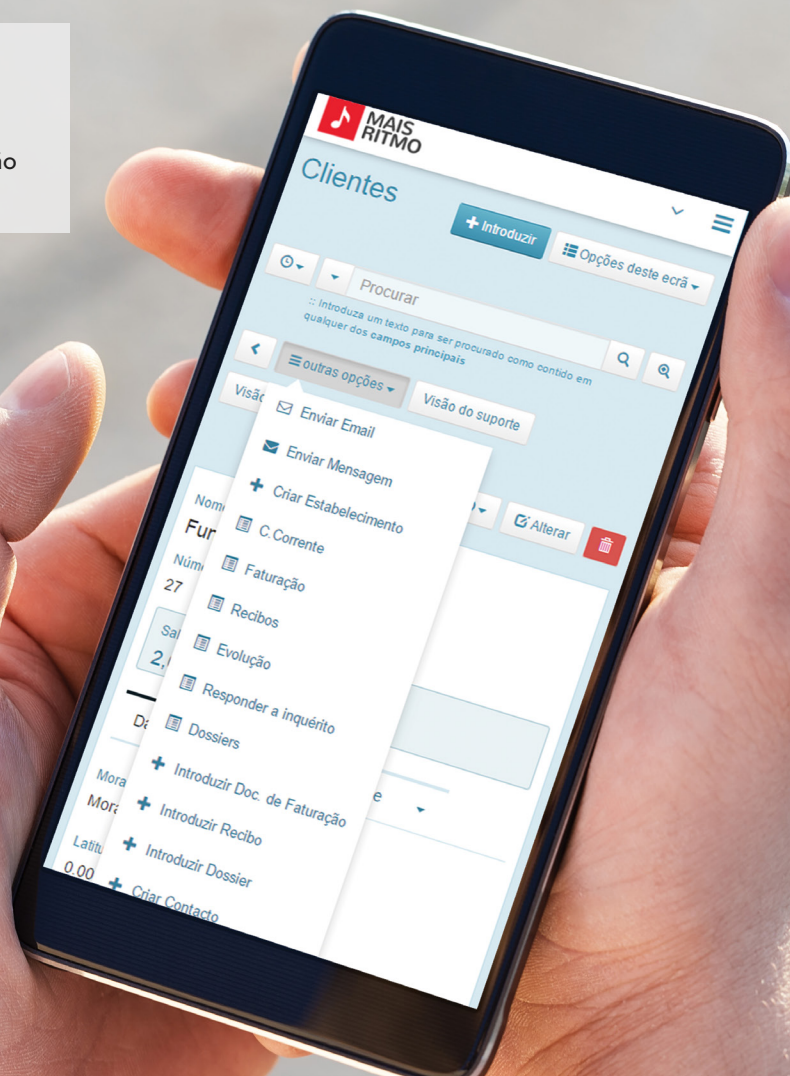 MAIS
RITMO
Clientes
Introduzir
Opções deste ecrã
Procurar
:: Introduza um texto para ser procurado como contido em
qualquer dos campos principais
outras opções
Visão do suporte
Enviar Email
Enviar Mensagem
Criar Estabelecimento
C.Corrente
Faturação
Recibos
Evolução
Responder a inquérito
Dossiers
Introduzir Doc. de Faturação
Introduzir Recibo
Introduzir Dossier
Criar Contacto
Alterar
27
0.00